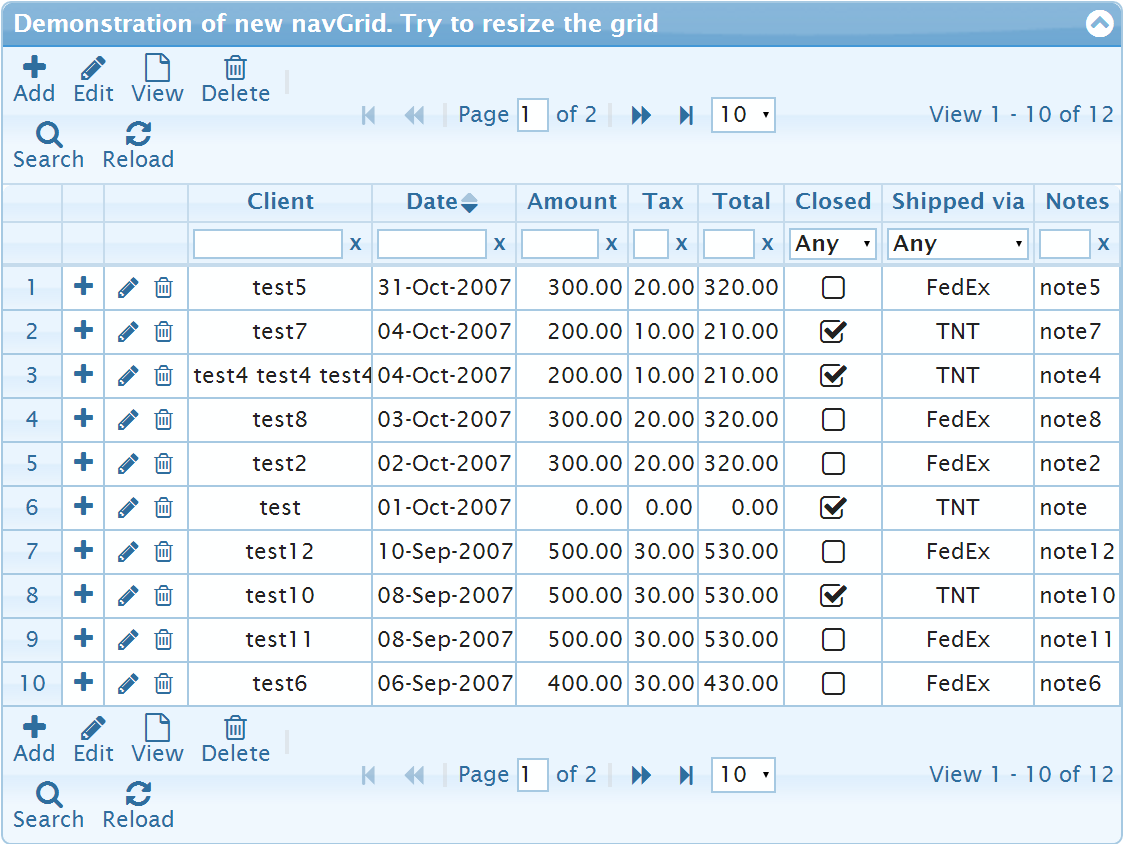 Demonstration of new navGrid. Try to resize the grid
Add Edit View Delete
Search Reload
Page 1 of 2 10 View 1 - 10 of 12
Client Date Amount Tax Total Closed Shipped via Notes
x x x x x Any Any x
1 test5 31-Oct-2007 300.00 20.00 320.00 FedEx note5
2 test7 04-Oct-2007 200.00 10.00 210.00 TNT note7
3 test4 test4 test4 04-Oct-2007 200.00 10.00 210.00 TNT note4
4 test8 03-Oct-2007 300.00 20.00 320.00 FedEx note8
5 test2 02-Oct-2007 300.00 20.00 320.00 FedEx note2
6 test 01-Oct-2007 0.00 0.00 0.00 TNT note
7 test12 10-Sep-2007 500.00 30.00 530.00 FedEx note12
8 test10 08-Sep-2007 500.00 30.00 530.00 TNT note10
9 test11 08-Sep-2007 500.00 30.00 530.00 FedEx note11
10 test6 06-Sep-2007 400.00 30.00 430.00 FedEx note6
Add Edit View Delete
Search Reload
Page 1 of 2 10 View 1 - 10 of 12